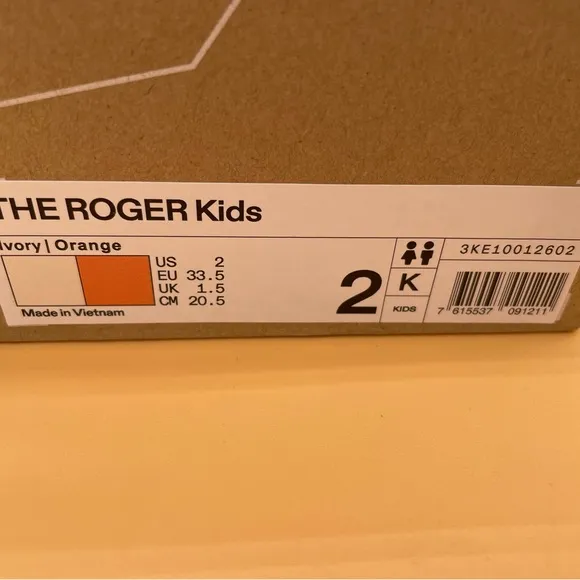 THE ROGER Kids
Ivory | Orange
US 2
EU 33.5
UK 1.5
CM 20.5
Made in Vietnam
2
K
KIDS
3KE10012602
7 615537 091211